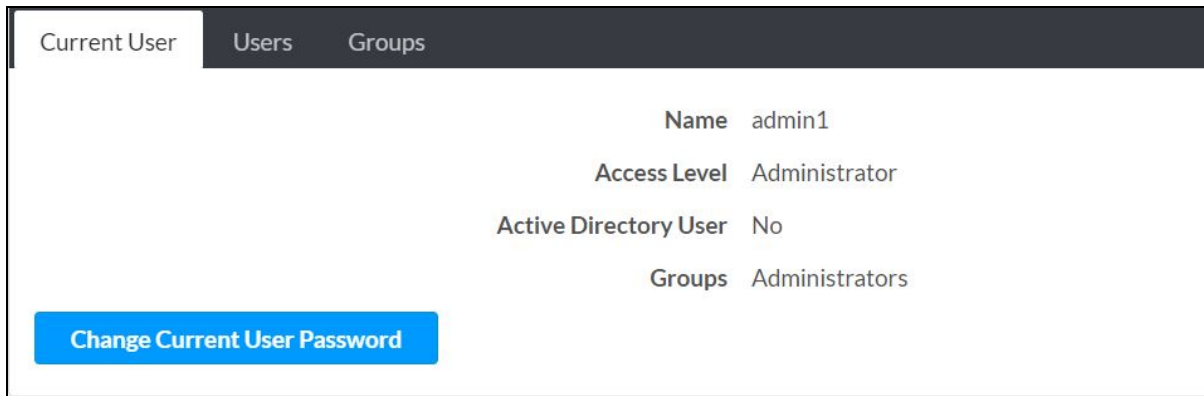 Current User Users Groups
Name admin1
Access Level Administrator
Active Directory User No
Groups Administrators
Change Current User Password